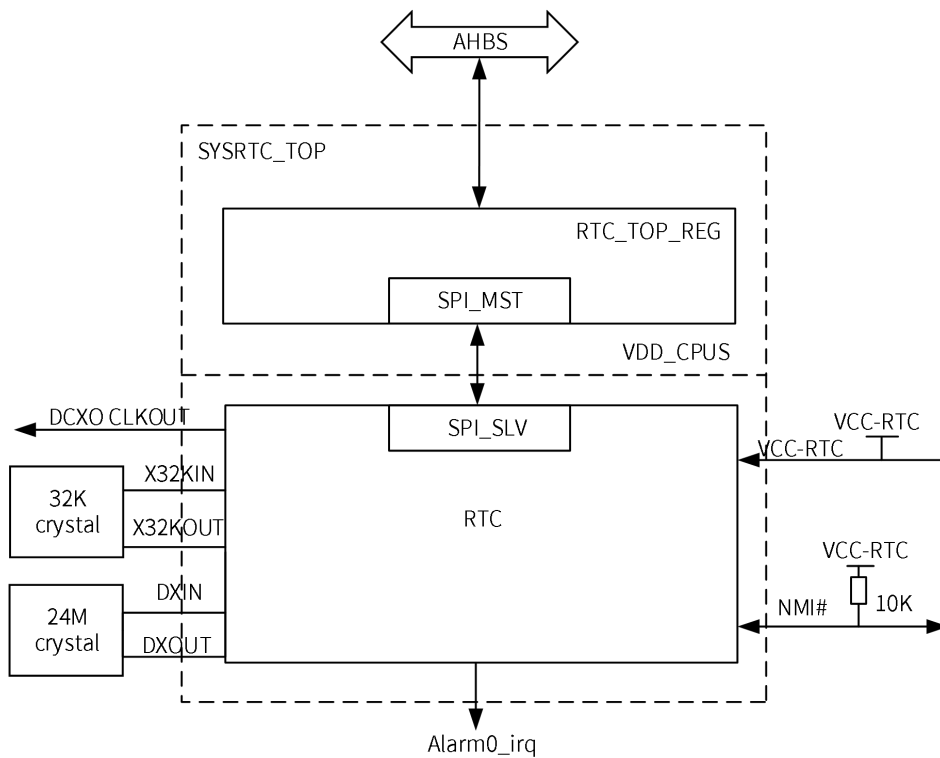 AHBS
SYSRTC_TOP
RTC_TOP_REG
SPI_MST
VDD_CPUS
DCXO CLKOUT
SPI_SLV
VCC-RTC
VCC-RTC
X32KIN
32K
crystal
X32KOUT
RTC
VCC-RTC
DXIN
NMI#
10K
24M
crystal
DXOUT
Alarm0_irq